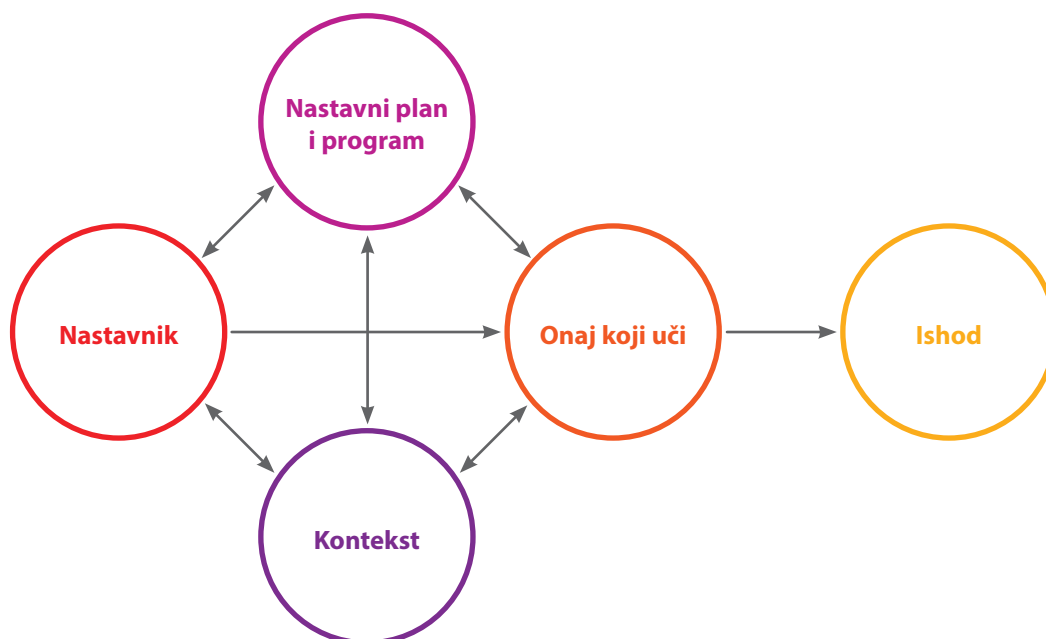 Nastavni plan
i program
Nastavnik
Onaj koji uči
Ishod
Kontekst